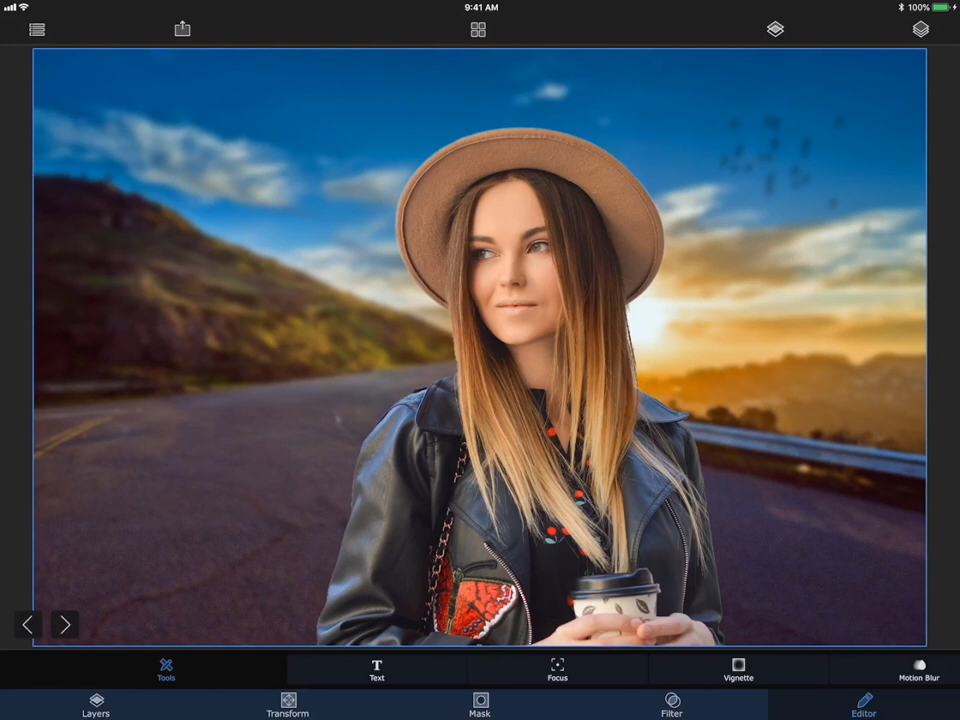 9:41 AM
100%
Tools
Text
Focus
Vignette
Motion Blur
Layers
Transform
Mask
Filter
Editor